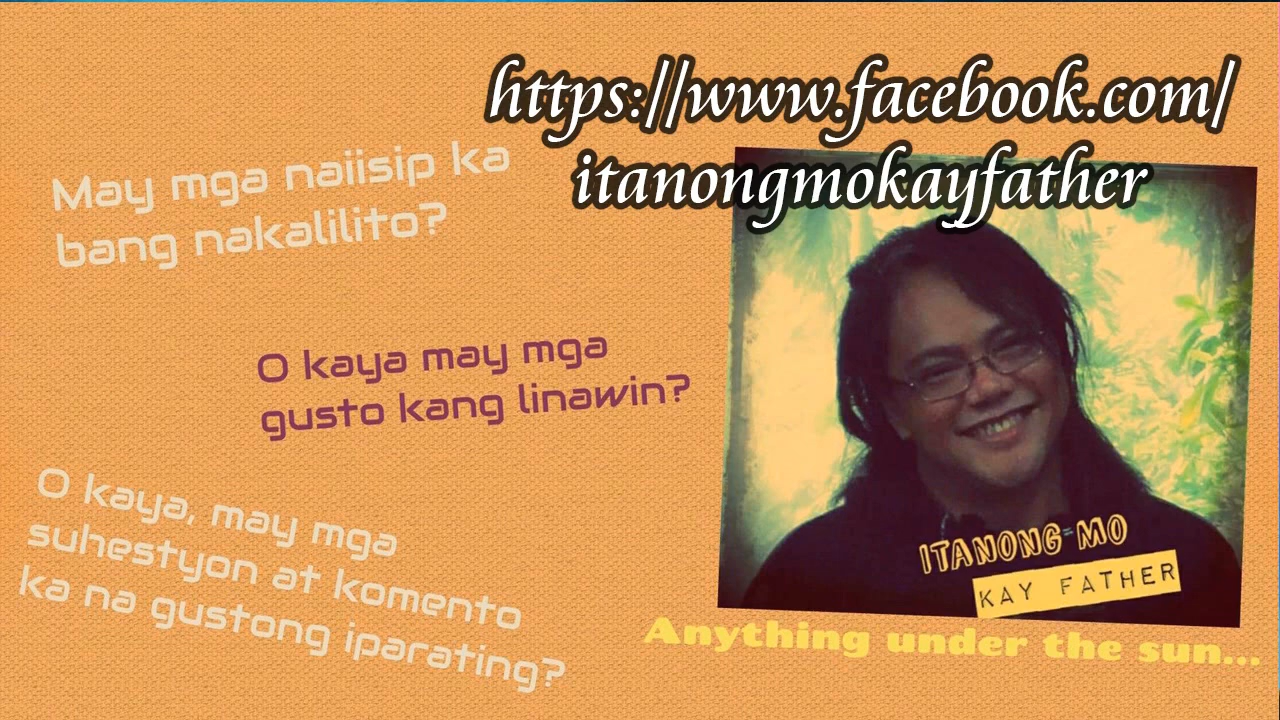 https://www.facebook.com/
itanongmokayfather
May mga naiisip ka
bang nakalilito?
O kaya may mga
gusto kang linawin?
O kaya, may mga
suhestyon at komento
ka na gustong iparating?
ITANONG MO
KAY FATHER
Anything under the sun...